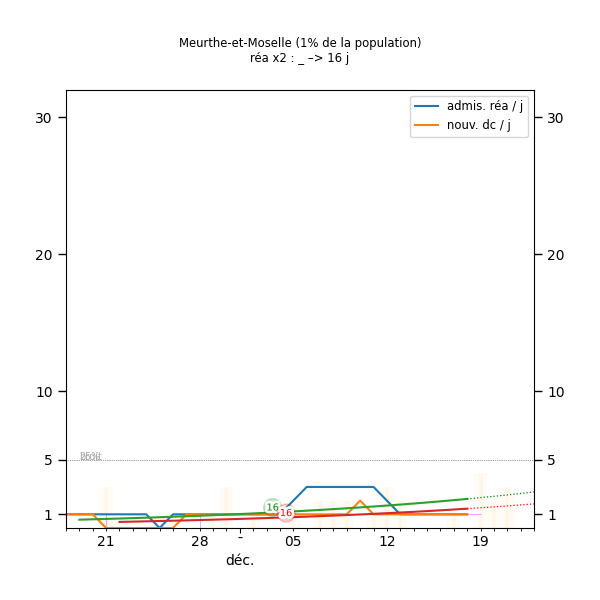 Meurthe-et-Moselle (1% de la population)
réa x2 : _ –> 16 j
admis. réa / j
nouv. dc / j
30 30
20 20
10 10
5 5
1 1
16
16
21 28 - 05 12 19
déc.